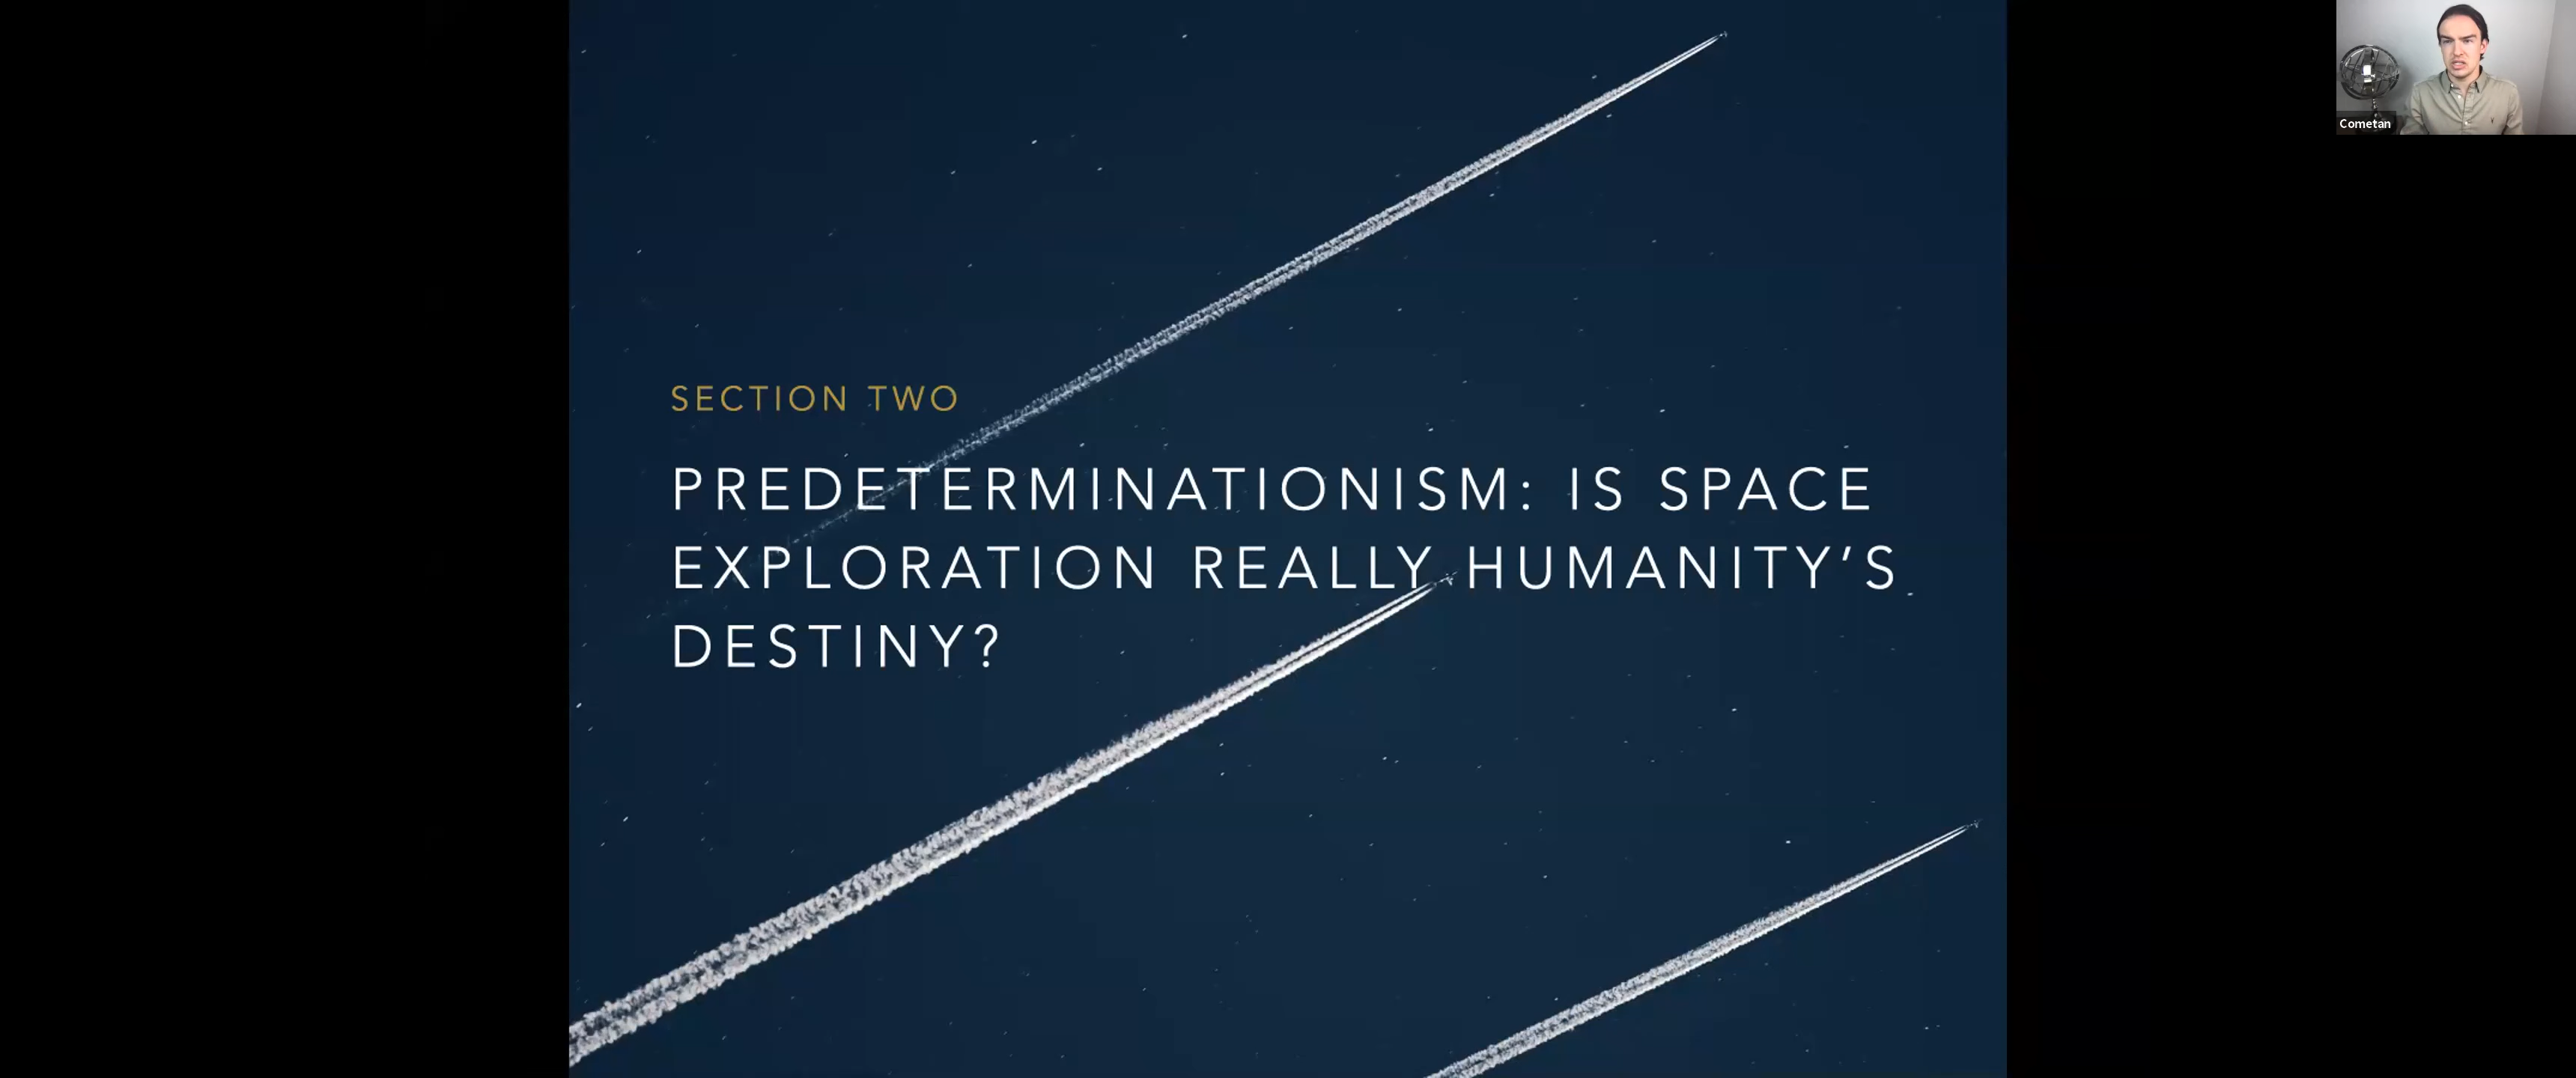 SECTION TWO
PREDETERMINATIONISM: IS SPACE
EXPLORATION REALLY HUMANITY’S
DESTINY?
Cometan